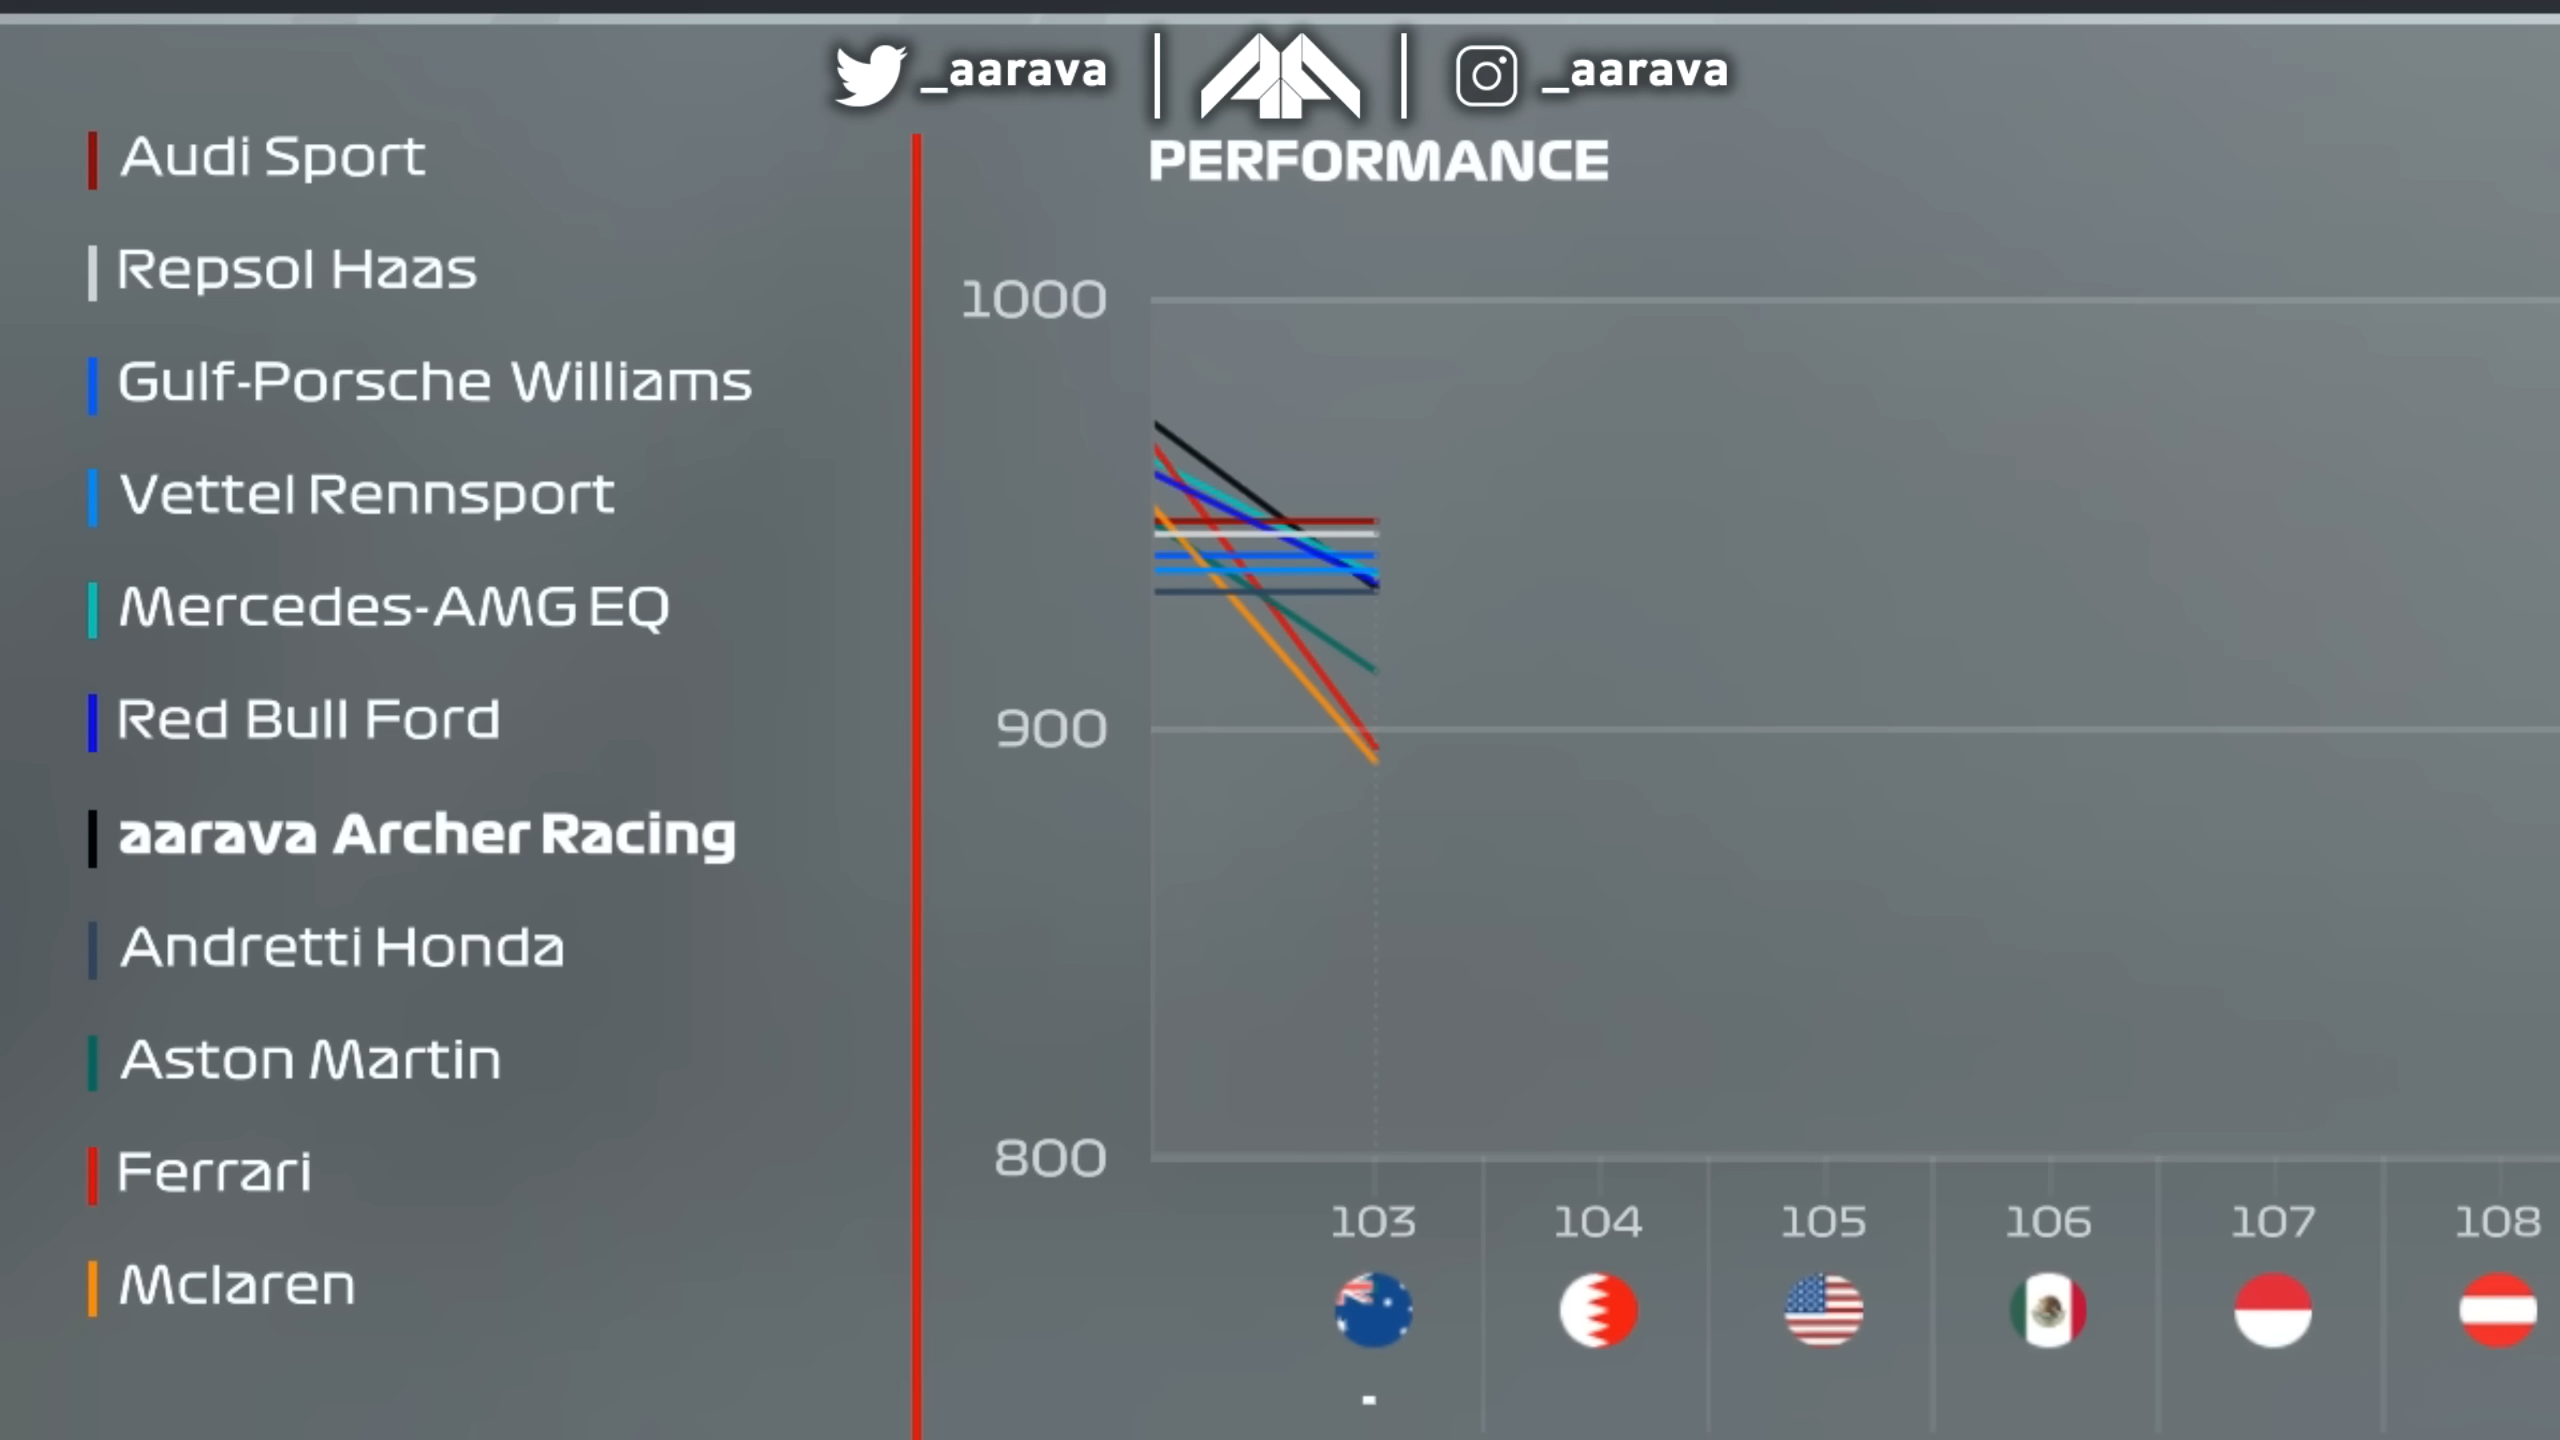 _aarava
_aarava
Audi Sport
Repsol Haas
Gulf-Porsche Williams
Vettel Rennsport
Mercedes-AMG EQ
Red Bull Ford
aarava Archer Racing
Andretti Honda
Aston Martin
Ferrari
Mclaren
PERFORMANCE
1000
900
800
103 104 105 106 107 108
-